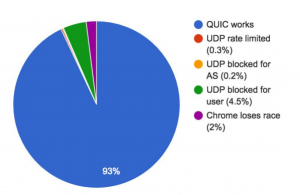 QUIC works
UDP rate limited
(0.3%)
UDP blocked for
AS (0.2%)
UDP blocked for
user (4.5%)
Chrome loses race
(2%)
93%